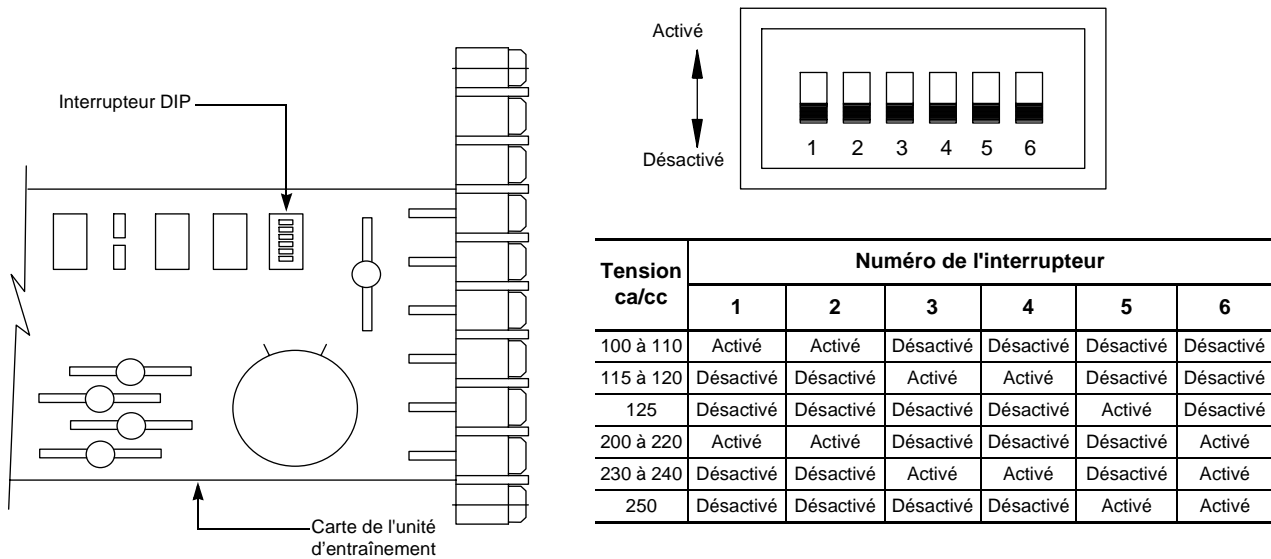 Interrupteur DIP
Carte de l'unité
d'entraînement
Activé
Désactivé
1 2 3 4 5 6
Tension
ca/cc
Numéro de l'interrupteur
1 2 3 4 5 6
100 à 110 Activé Activé Désactivé Désactivé Désactivé Désactivé
115 à 120 Désactivé Désactivé Activé Activé Désactivé Désactivé
125 Désactivé Désactivé Désactivé Désactivé Activé Désactivé
200 à 220 Activé Activé Désactivé Désactivé Désactivé Activé
230 à 240 Désactivé Désactivé Activé Activé Désactivé Activé
250 Désactivé Désactivé Désactivé Désactivé Activé Activé